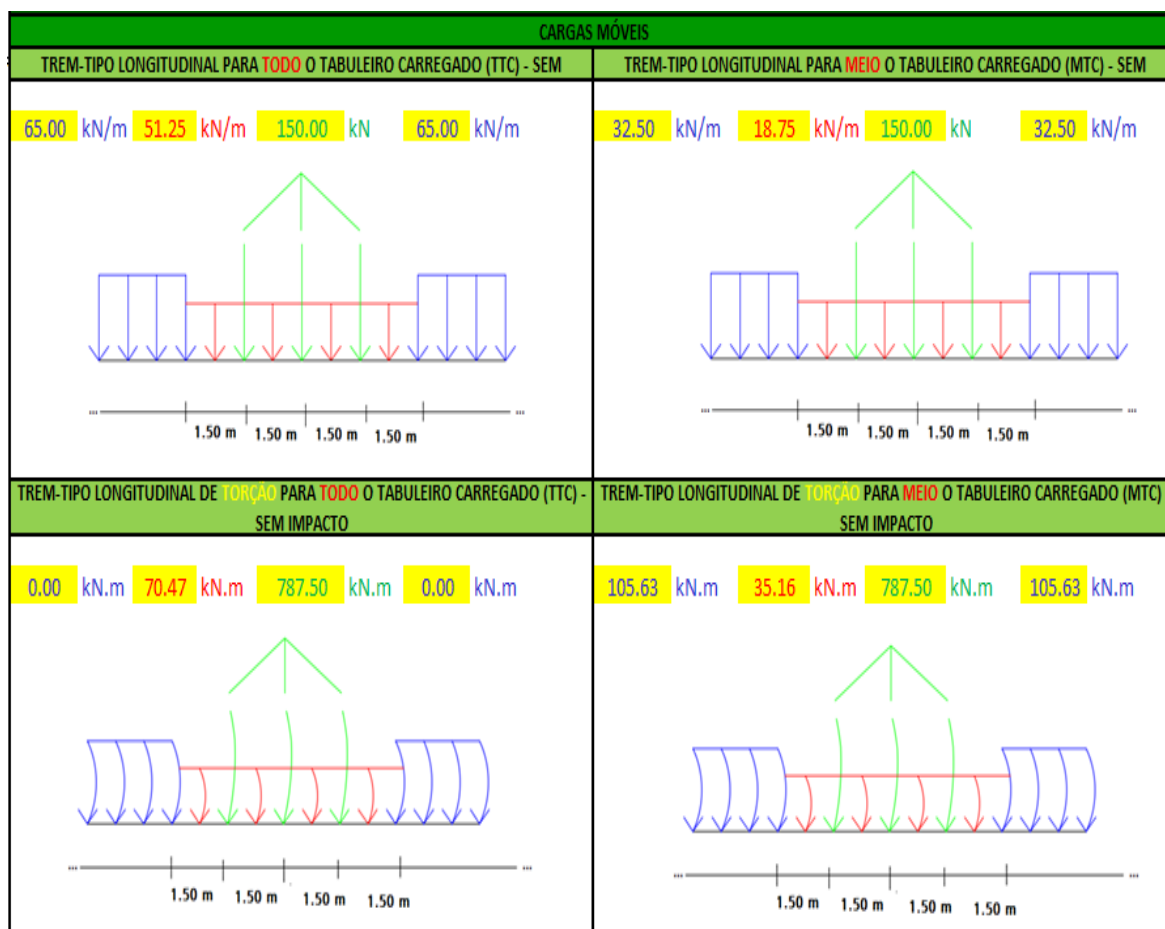 CARGAS MÓVEIS
TREM-TIPO LONGITUDINAL PARA TODO O TABULEIRO CARREGADO (TTC) - SEM
65.00 kN/m 51.25 kN/m 150.00 kN 65.00 kN/m
... ...
1.50 m 1.50 m 1.50 m 1.50 m
TREM-TIPO LONGITUDINAL PARA MEIO O TABULEIRO CARREGADO (MTC) - SEM
32.50 kN/m 18.75 kN/m 150.00 kN 32.50 kN/m
... ...
1.50 m 1.50 m 1.50 m 1.50 m
TREM-TIPO LONGITUDINAL DE TORÇÃO PARA TODO O TABULEIRO CARREGADO (TTC) -
SEM IMPACTO
0.00 kN.m 70.47 kN.m 787.50 kN.m 0.00 kN.m
... ...
1.50 m 1.50 m 1.50 m 1.50 m
TREM-TIPO LONGITUDINAL DE TORÇÃO PARA MEIO O TABULEIRO CARREGADO (MTC)
SEM IMPACTO
105.63 kN.m 35.16 kN.m 787.50 kN.m 105.63 kN.m
... ...
1.50 m 1.50 m 1.50 m 1.50 m